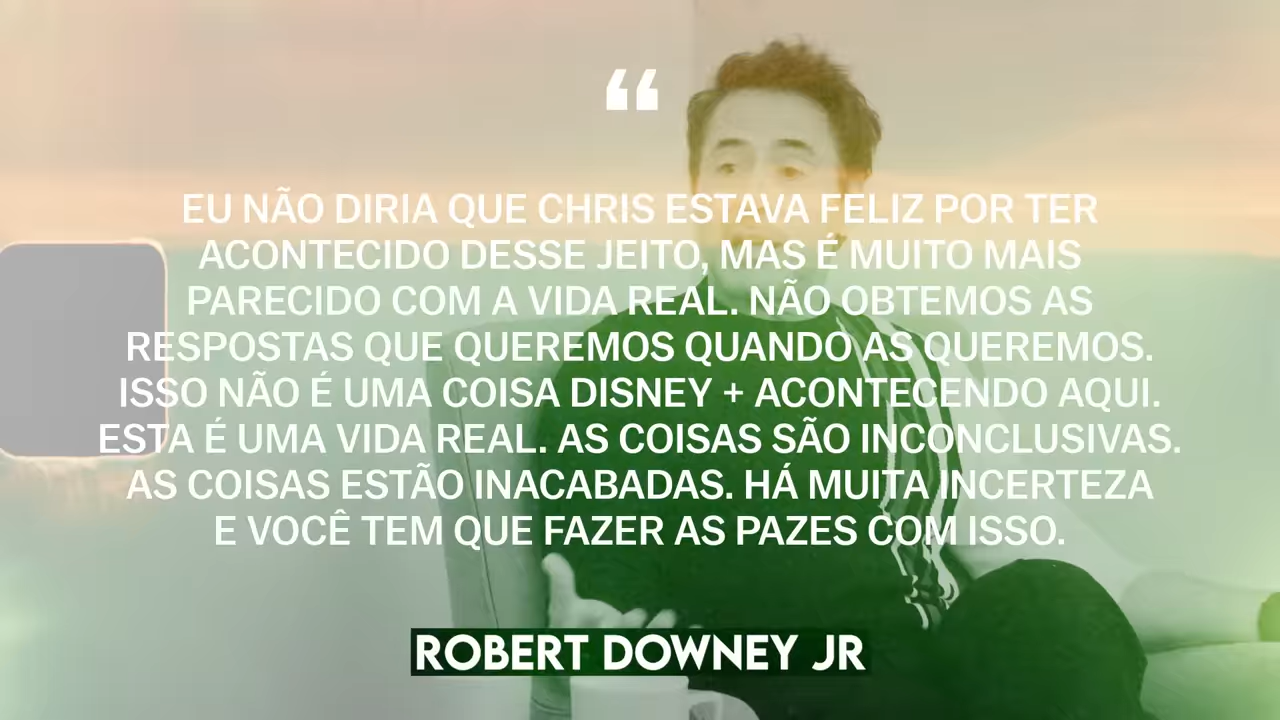 “
EU NÃO DIRIA QUE CHRIS ESTAVA FELIZ POR TER
ACONTECIDO DESSE JEITO, MAS É MUITO MAIS
PARECIDO COM A VIDA REAL. NÃO OBTEMOS AS
RESPOSTAS QUE QUEREMOS QUANDO AS QUEREMOS.
ISSO NÃO É UMA COISA DISNEY + ACONTECENDO AQUI.
ESTA É UMA VIDA REAL. AS COISAS SÃO INCONCLUSIVAS.
AS COISAS ESTÃO INACABADAS. HÁ MUITA INCERTEZA
E VOCÊ TEM QUE FAZER AS PAZES COM ISSO.
ROBERT DOWNEY JR